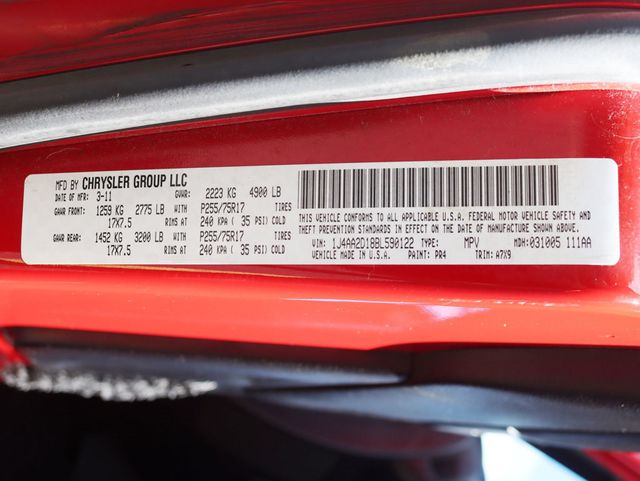 MFD BY CHRYSLER GROUP LLC
DATE OF MFR: 3-11 GVWR: 2223 KG 4900 LB
GAWR FRONT: 1259 KG 2775 LB WITH P255/75R17 TIRES
17X7.5 RIMS AT 240 KPA ( 35 PSI) COLD
GAWR REAR: 1452 KG 3200 LB WITH P255/75R17 TIRES
17X7.5 RIMS AT 240 KPA ( 35 PSI) COLD
THIS VEHICLE CONFORMS TO ALL APPLICABLE U.S.A. FEDERAL MOTOR VEHICLE SAFETY AND
THEFT PREVENTION STANDARDS IN EFFECT ON THE DATE OF MANUFACTURE SHOWN ABOVE.
VIN: 1J4AA2D18BL590122 TYPE: MPV MDH: 031005 111AA
VEHICLE MADE IN U.S.A. PAINT: PR4 TRIM: A7X9